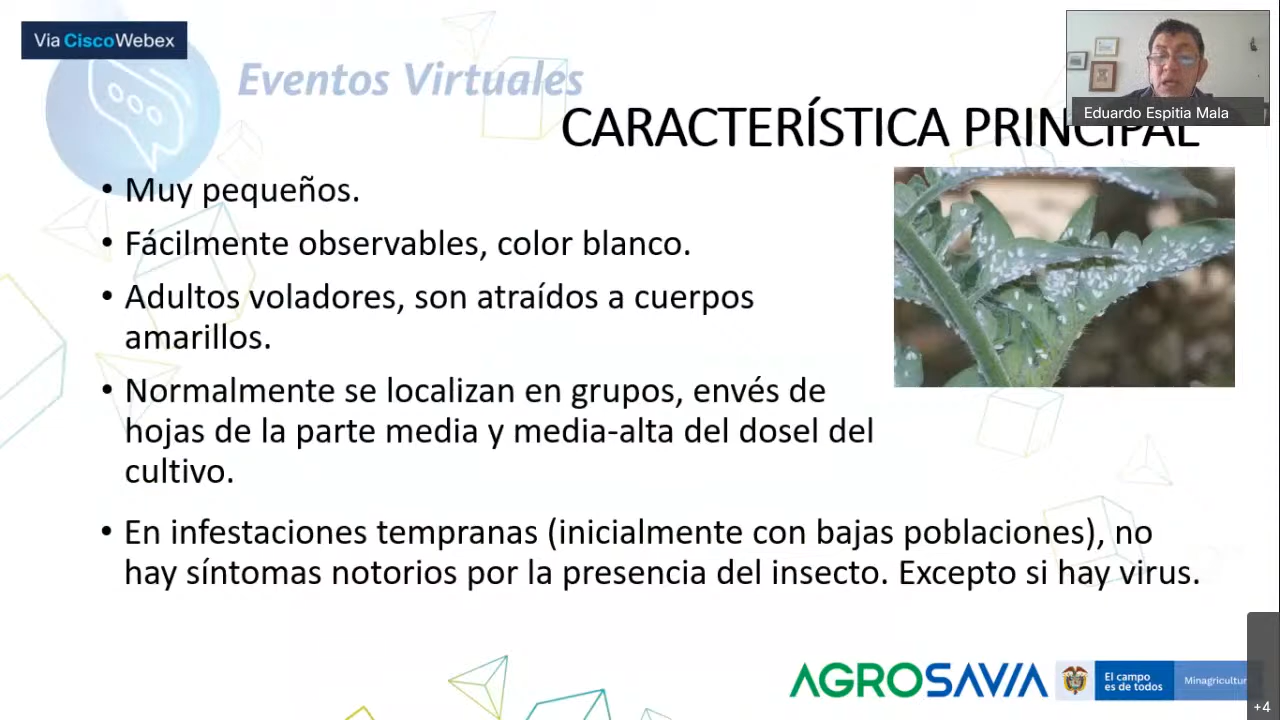 Via Cisco Webex
Eventos Virtuales
Eduardo Espitia Mala
CARACTERÍSTICA PRINCIPAL
• Muy pequeños.
• Fácilmente observables, color blanco.
• Adultos voladores, son atraídos a cuerpos
amarillos.
• Normalmente se localizan en grupos, envés de
hojas de la parte media y media-alta del dosel del
cultivo.
• En infestaciones tempranas (inicialmente con bajas poblaciones), no
hay síntomas notorios por la presencia del insecto. Excepto si hay virus.
AGROSAVIA
El campo
es de todos
Minagricultur
+4